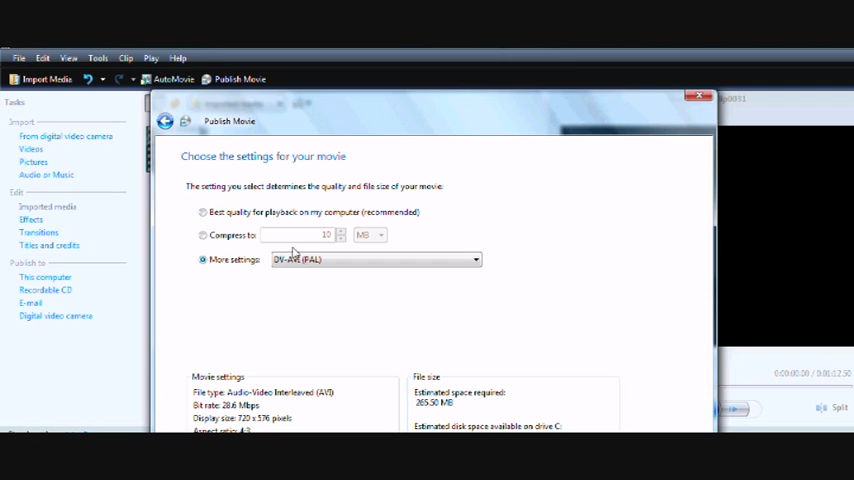 File Edit View Tools Clip Play Help
Import Media AutoMovie Publish Movie
Tasks
Import
From digital video camera
Videos
Pictures
Audio or Music
Edit
Imported media
Effects
Transitions
Titles and credits
Publish to
This computer
Recordable CD
E-mail
Digital video camera
Publish Movie
Choose the settings for your movie
The setting you select determines the quality and file size of your movie:
Best quality for playback on my computer (recommended)
Compress to: 10 MB
More settings: DV-AVI (PAL)
Movie settings
File type: Audio-Video Interleaved (AVI)
Bit rate: 28.6 Mbps
Display size: 720 x 576 pixels
Aspect ratio: 4:3
File size
Estimated space required:
265.50 MB
Estimated disk space available on drive C:
0:00:00.00 / 0:01:12.50
Split